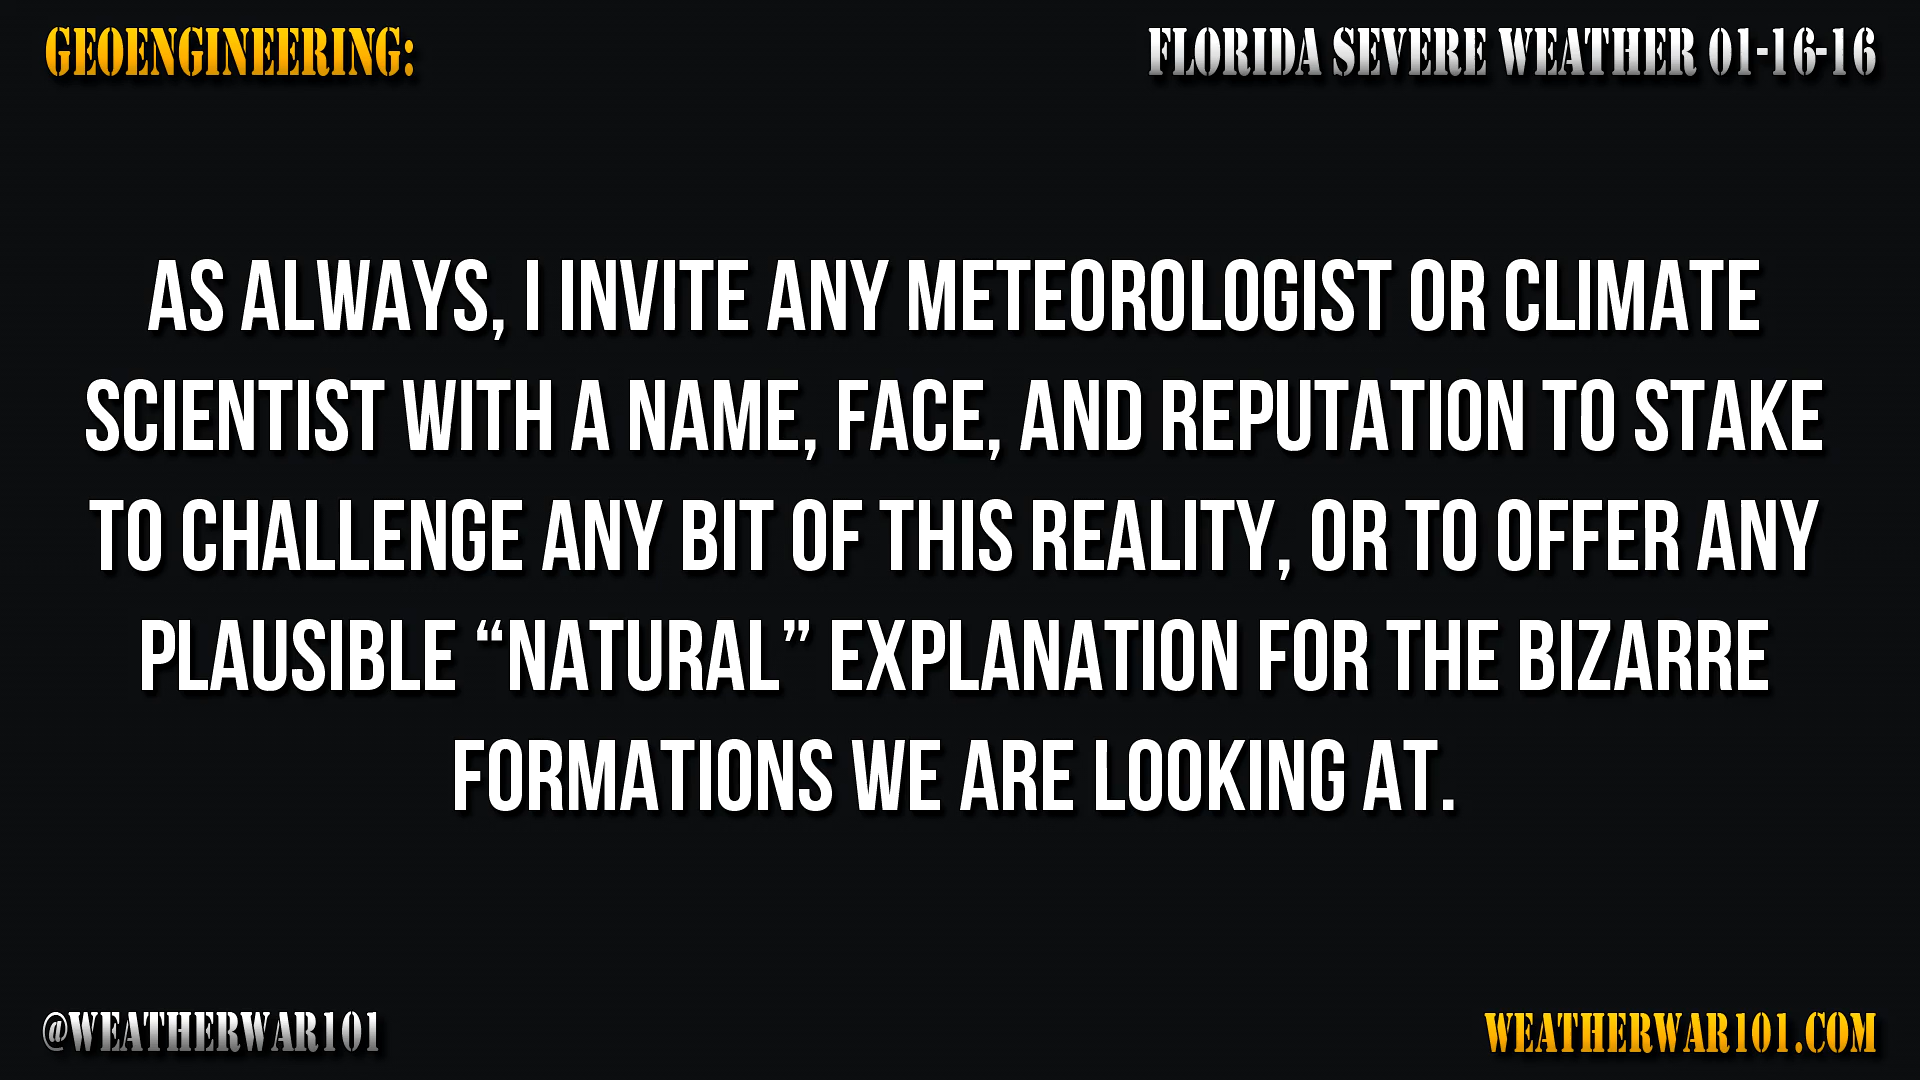 GEOENGINEERING:
FLORIDA SEVERE WEATHER 01-16-16
AS ALWAYS, I INVITE ANY METEOROLOGIST OR CLIMATE
SCIENTIST WITH A NAME, FACE, AND REPUTATION TO STAKE
TO CHALLENGE ANY BIT OF THIS REALITY, OR TO OFFER ANY
PLAUSIBLE “NATURAL” EXPLANATION FOR THE BIZARRE
FORMATIONS WE ARE LOOKING AT.
@WEATHERWAR101
WEATHERWAR101.COM